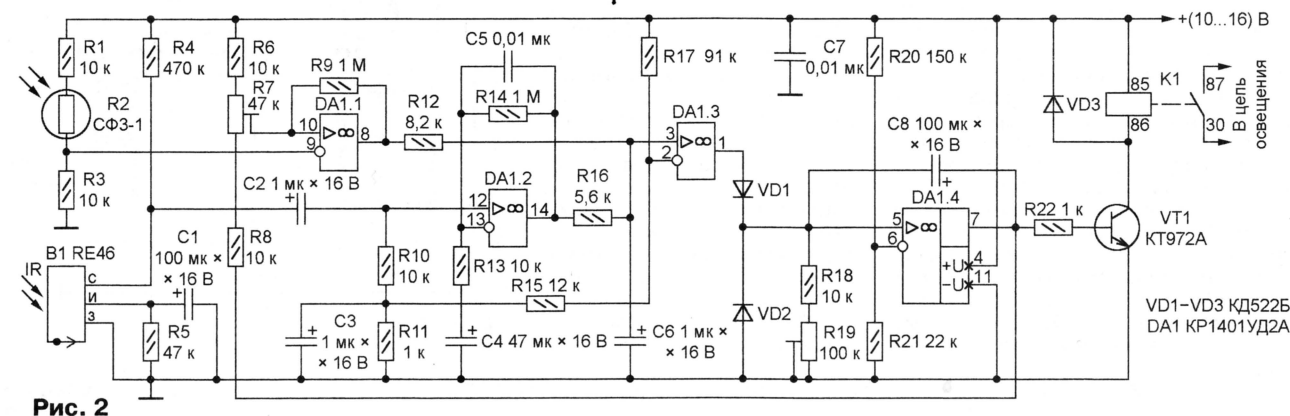 +(10...16) В
R1
10 к
R4
470 к
R6
10 к
R7
47 к
R9 1 М
R2
СФ3-1
DA1.1
10
9
8
R12
8,2 к
C5 0,01 мк
R14 1 М
R17 91 к
C7
0,01 мк
R20 150 к
VD3
85
86
K1
87
30
В цепь
освещения
R3
10 к
C2 1 мк × 16 В
DA1.2
12
13
14
R16
5,6 к
DA1.3
3
2
1
C8 100 мк ×
× 16 В
VD1
DA1.4
5
6
7
+U
4
-U
11
R22 1 к
VT1
КТ972А
B1 RE46
IR
С
И
З
C1
100 мк ×
× 16 В
R8
10 к
R10
10 к
R13 10 к
R15 12 к
R18
10 к
R5
47 к
C3
1 мк ×
× 16 В
R11
1 к
C4 47 мк × 16 В
C6 1 мк ×
× 16 В
VD2
R19
100 к
R21 22 к
VD1–VD3 КД522Б
DA1 КР1401УД2А
Рис. 2